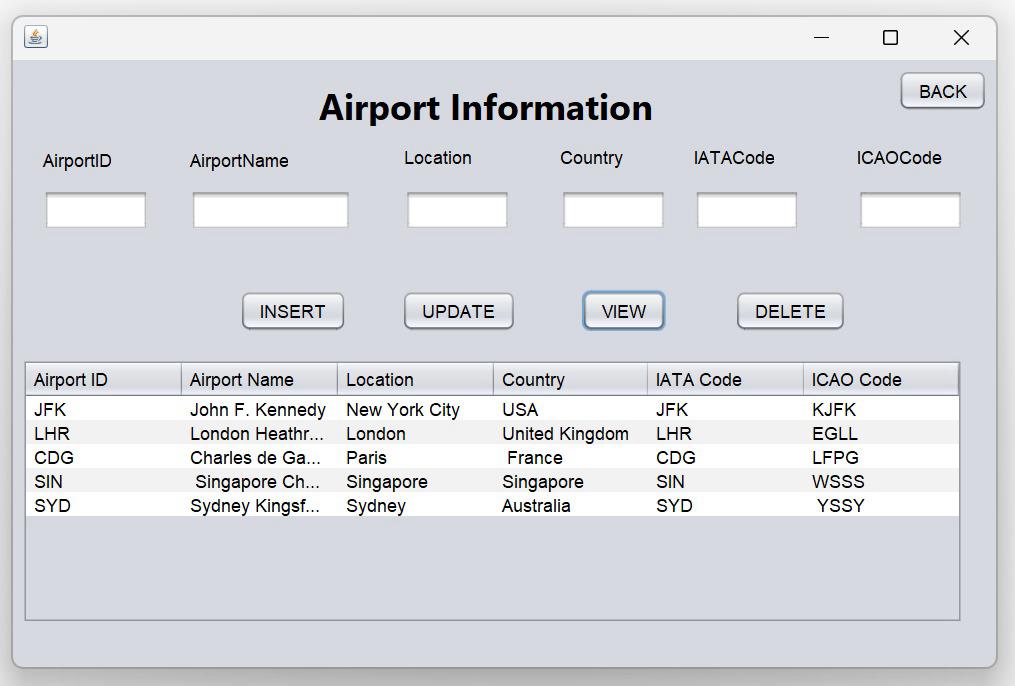 BACK
Airport Information
AirportID AirportName Location Country IATACode ICAOCode
INSERT UPDATE VIEW DELETE
Airport ID Airport Name Location Country IATA Code ICAO Code
JFK John F. Kennedy New York City USA JFK KJFK
LHR London Heathr... London United Kingdom LHR EGLL
CDG Charles de Ga... Paris France CDG LFPG
SIN Singapore Ch... Singapore Singapore SIN WSSS
SYD Sydney Kingsf... Sydney Australia SYD YSSY